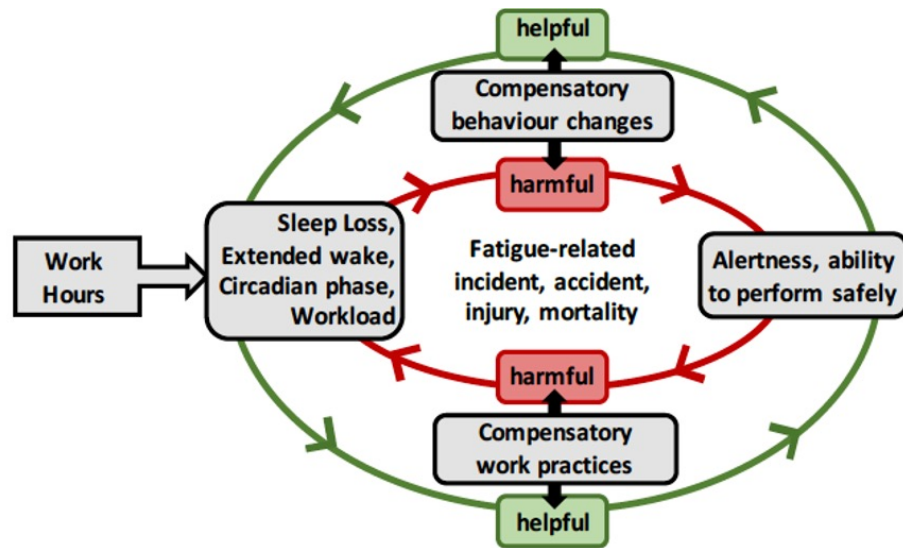 helpful
Compensatory
behaviour changes
harmful
Work
Hours
Sleep Loss,
Extended wake,
Circadian phase,
Workload
Fatigue-related
incident, accident,
injury, mortality
Alertness, ability
to perform safely
harmful
Compensatory
work practices
helpful